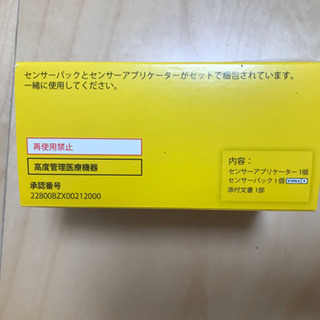 センサーパックとセンサーアプリケーターがセットで梱包されています。
一緒に使用してください。
再使用禁止
高度管理医療機器
承認番号
22800BZX00212000
内容：
センサーアプリケーター1個
センサーパック1個 STERILE R
添付文書1部